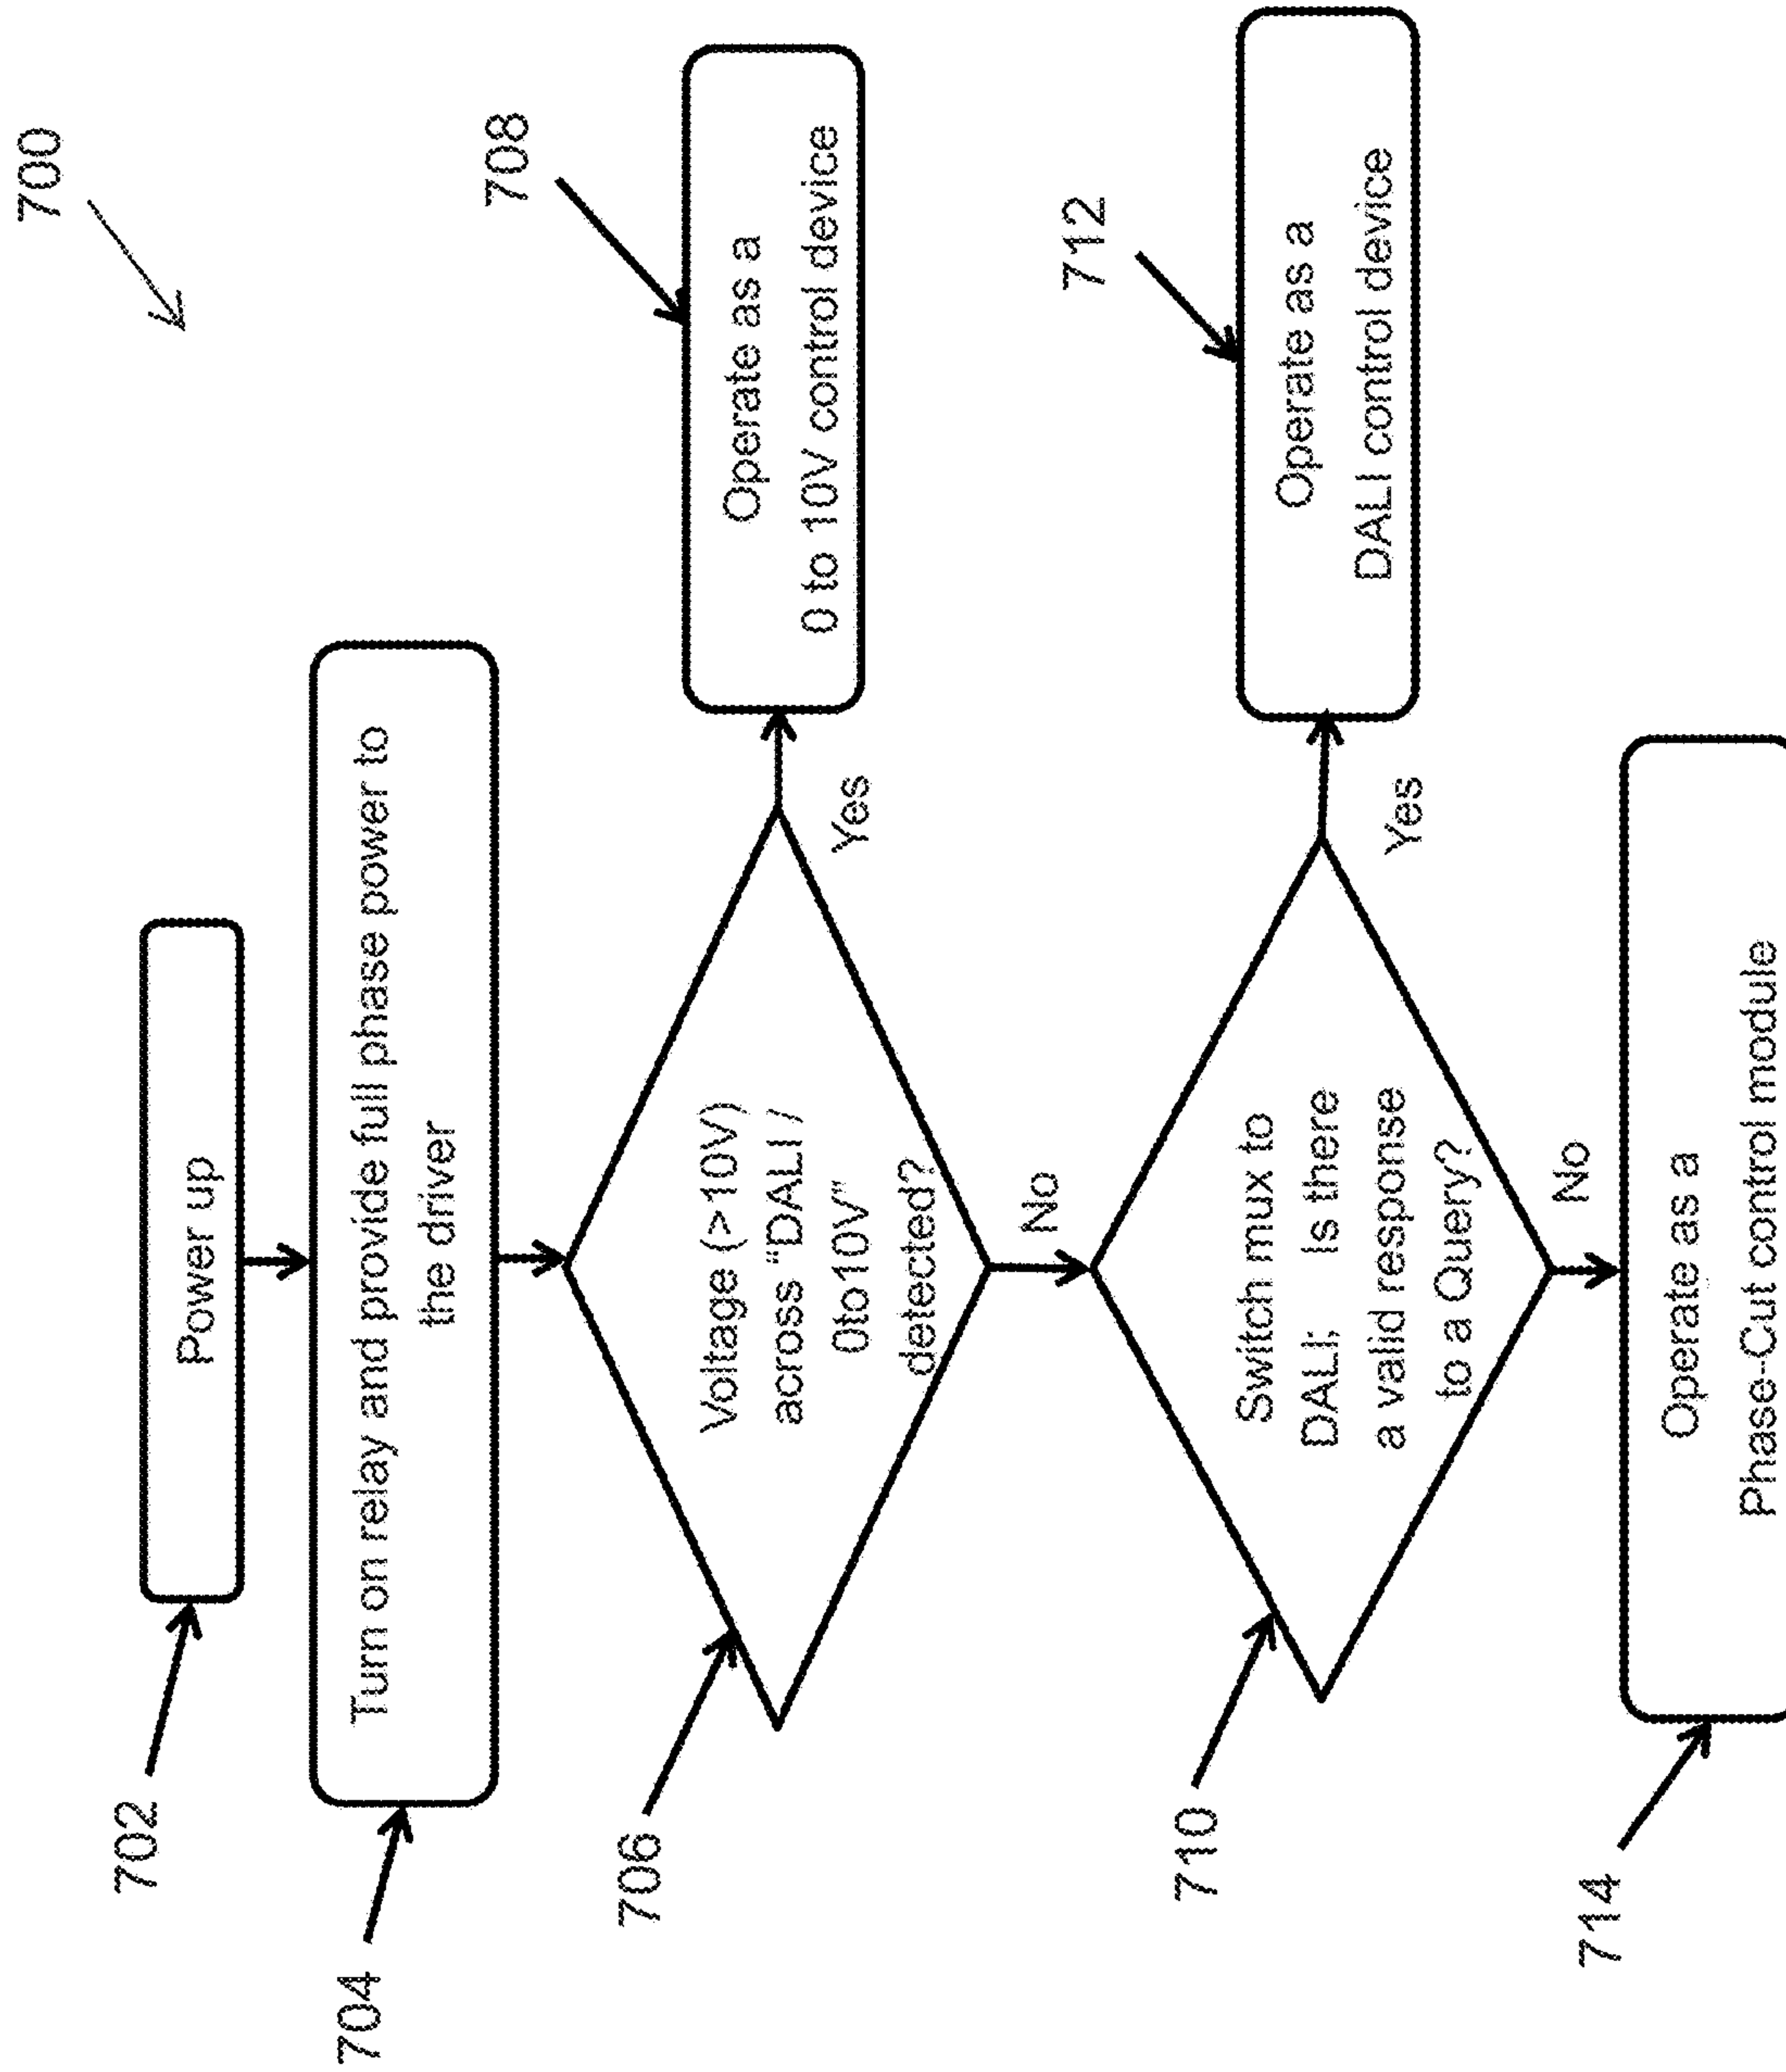 700
702
Power up
704
Turn on relay and provide full phase power to
the driver
706
Voltage (>10V)
across "DALI /
0to10V"
detected?
Yes
708
Operate as a
0 to 10V control device
No
710
Switch mux to
DALI; Is there
a valid response
to a Query?
Yes
712
Operate as a
DALI control device
No
714
Operate as a
Phase-Cut control module